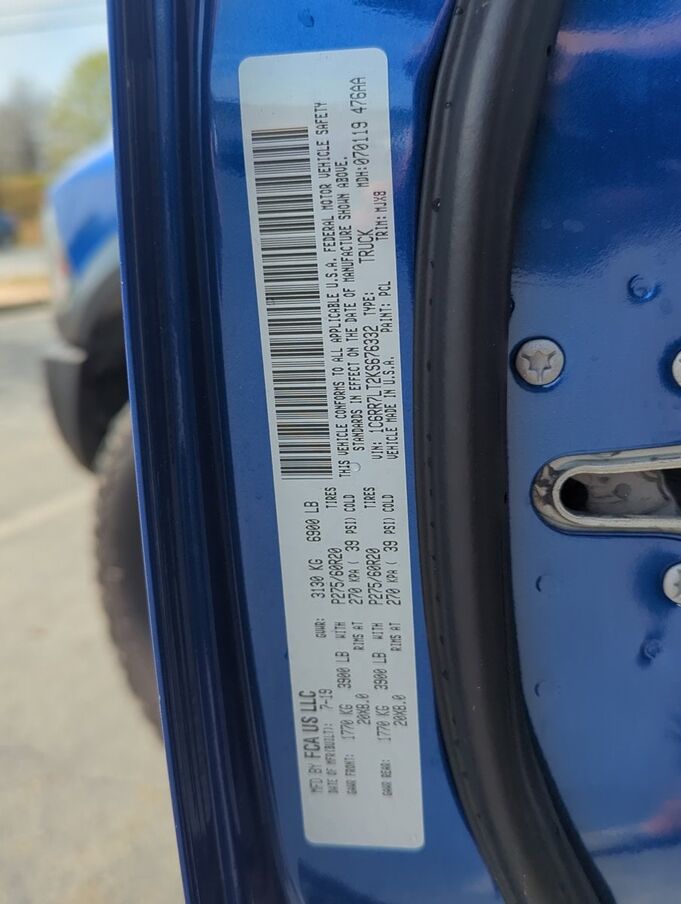 MFD BY FCA US LLC
DATE OF MFR(BUILT): 7-19 GVWR: 3130 KG 6900 LB
GAWR FRONT: 1770 KG 3900 LB WITH P275/60R20 TIRES
20X8.0 RIMS AT 270 KPA ( 39 PSI) COLD
GAWR REAR: 1770 KG 3900 LB WITH P275/60R20 TIRES
20X8.0 RIMS AT 270 KPA ( 39 PSI) COLD
THIS VEHICLE CONFORMS TO ALL APPLICABLE U.S.A. FEDERAL MOTOR VEHICLE SAFETY
STANDARDS IN EFFECT ON THE DATE OF MANUFACTURE SHOWN ABOVE.
VIN: 1C6RR7LT2KS676332 TYPE: TRUCK MDH:070119 476AA
VEHICLE MADE IN U.S.A. PAINT: PCL TRIM: MJX8